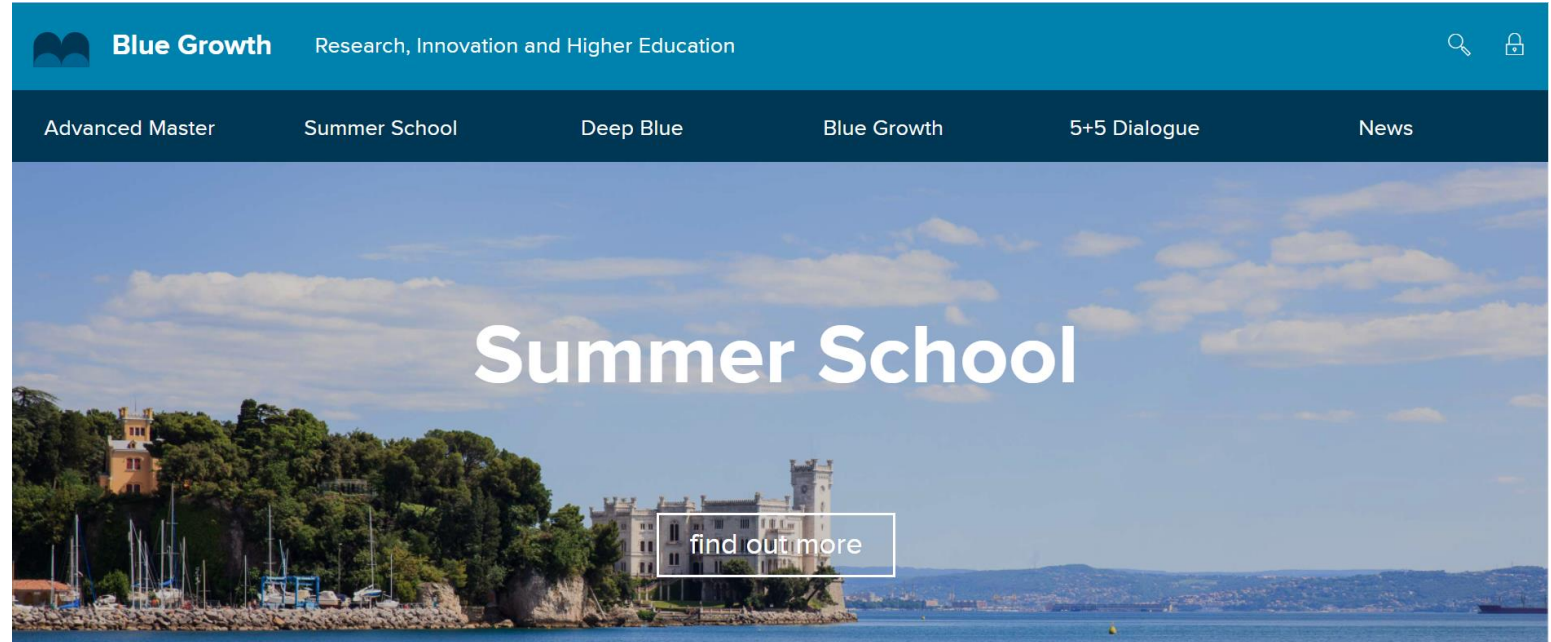 Blue Growth Research, Innovation and Higher Education
Advanced Master Summer School Deep Blue Blue Growth 5+5 Dialogue News
Summer School
find out more